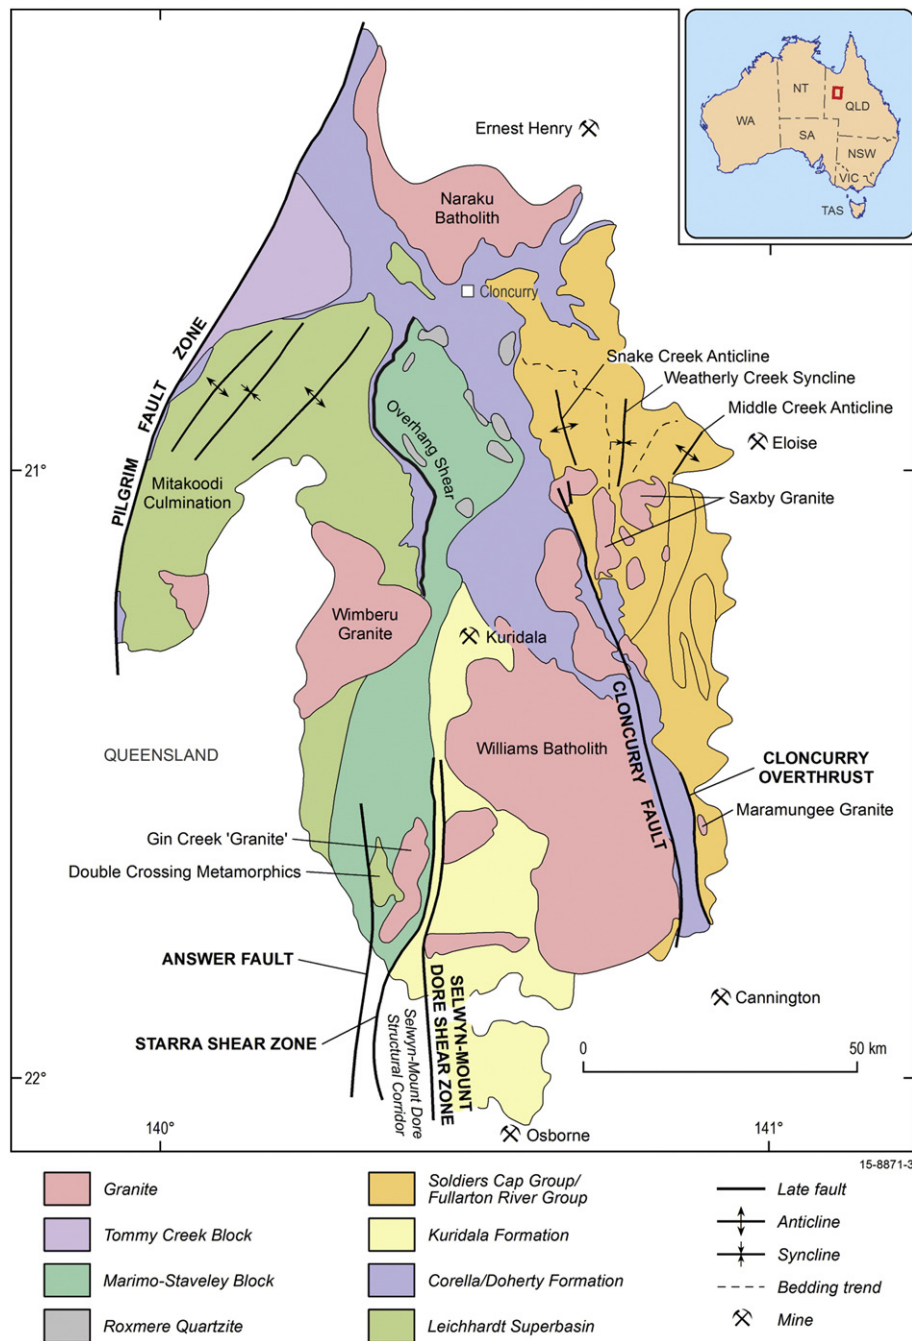 NT
QLD
WA
SA
NSW
VIC
TAS
Ernest Henry
Naraku
Batholith
Cloncurry
Snake Creek Anticline
Weatherly Creek Syncline
Middle Creek Anticline
Eloise
PILGRIM FAULT ZONE
Overhang Shear
21°
Mitakoodi
Culmination
Saxby Granite
Wimberu
Granite
Kuridala
QUEENSLAND
Williams Batholith
CLONCURRY FAULT
CLONCURRY
OVERTHRUST
Maramungee Granite
Gin Creek 'Granite'
Double Crossing Metamorphics
ANSWER FAULT
STARRA SHEAR ZONE
Selwyn-Mount Dore
Structural Corridor
SELWYN-MOUNT
DORE SHEAR ZONE
Cannington
0
50 km
22°
Osborne
140°
141°
15-8871-3
Granite
Tommy Creek Block
Marimo-Staveley Block
Roxmere Quartzite
Soldiers Cap Group/
Fullarton River Group
Kuridala Formation
Corella/Doherty Formation
Leichhardt Superbasin
Late fault
Anticline
Syncline
Bedding trend
Mine